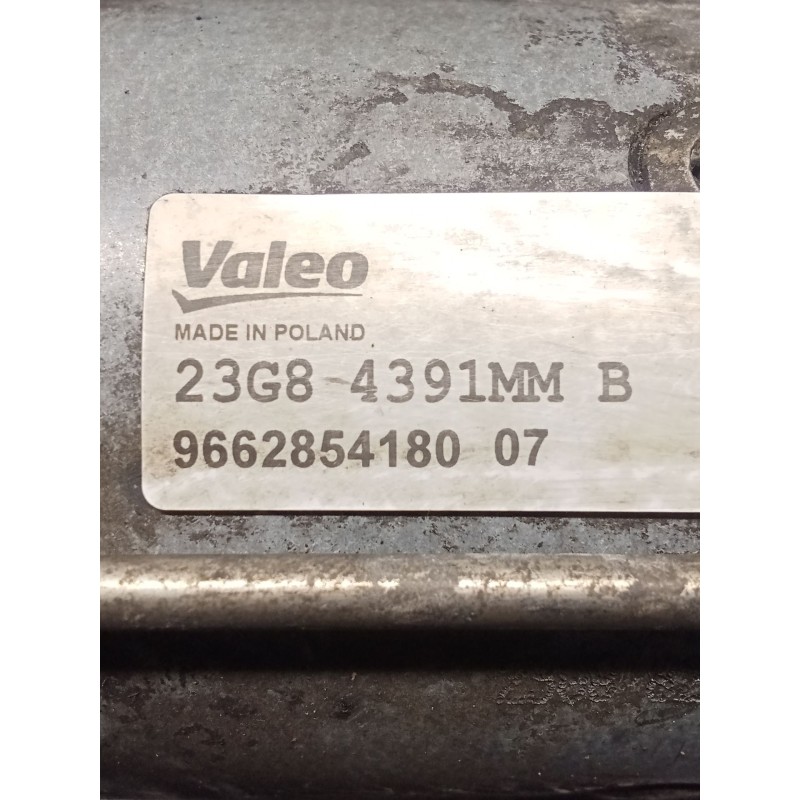 Valeo
MADE IN POLAND
23G8 4391MM B
9662854180 07